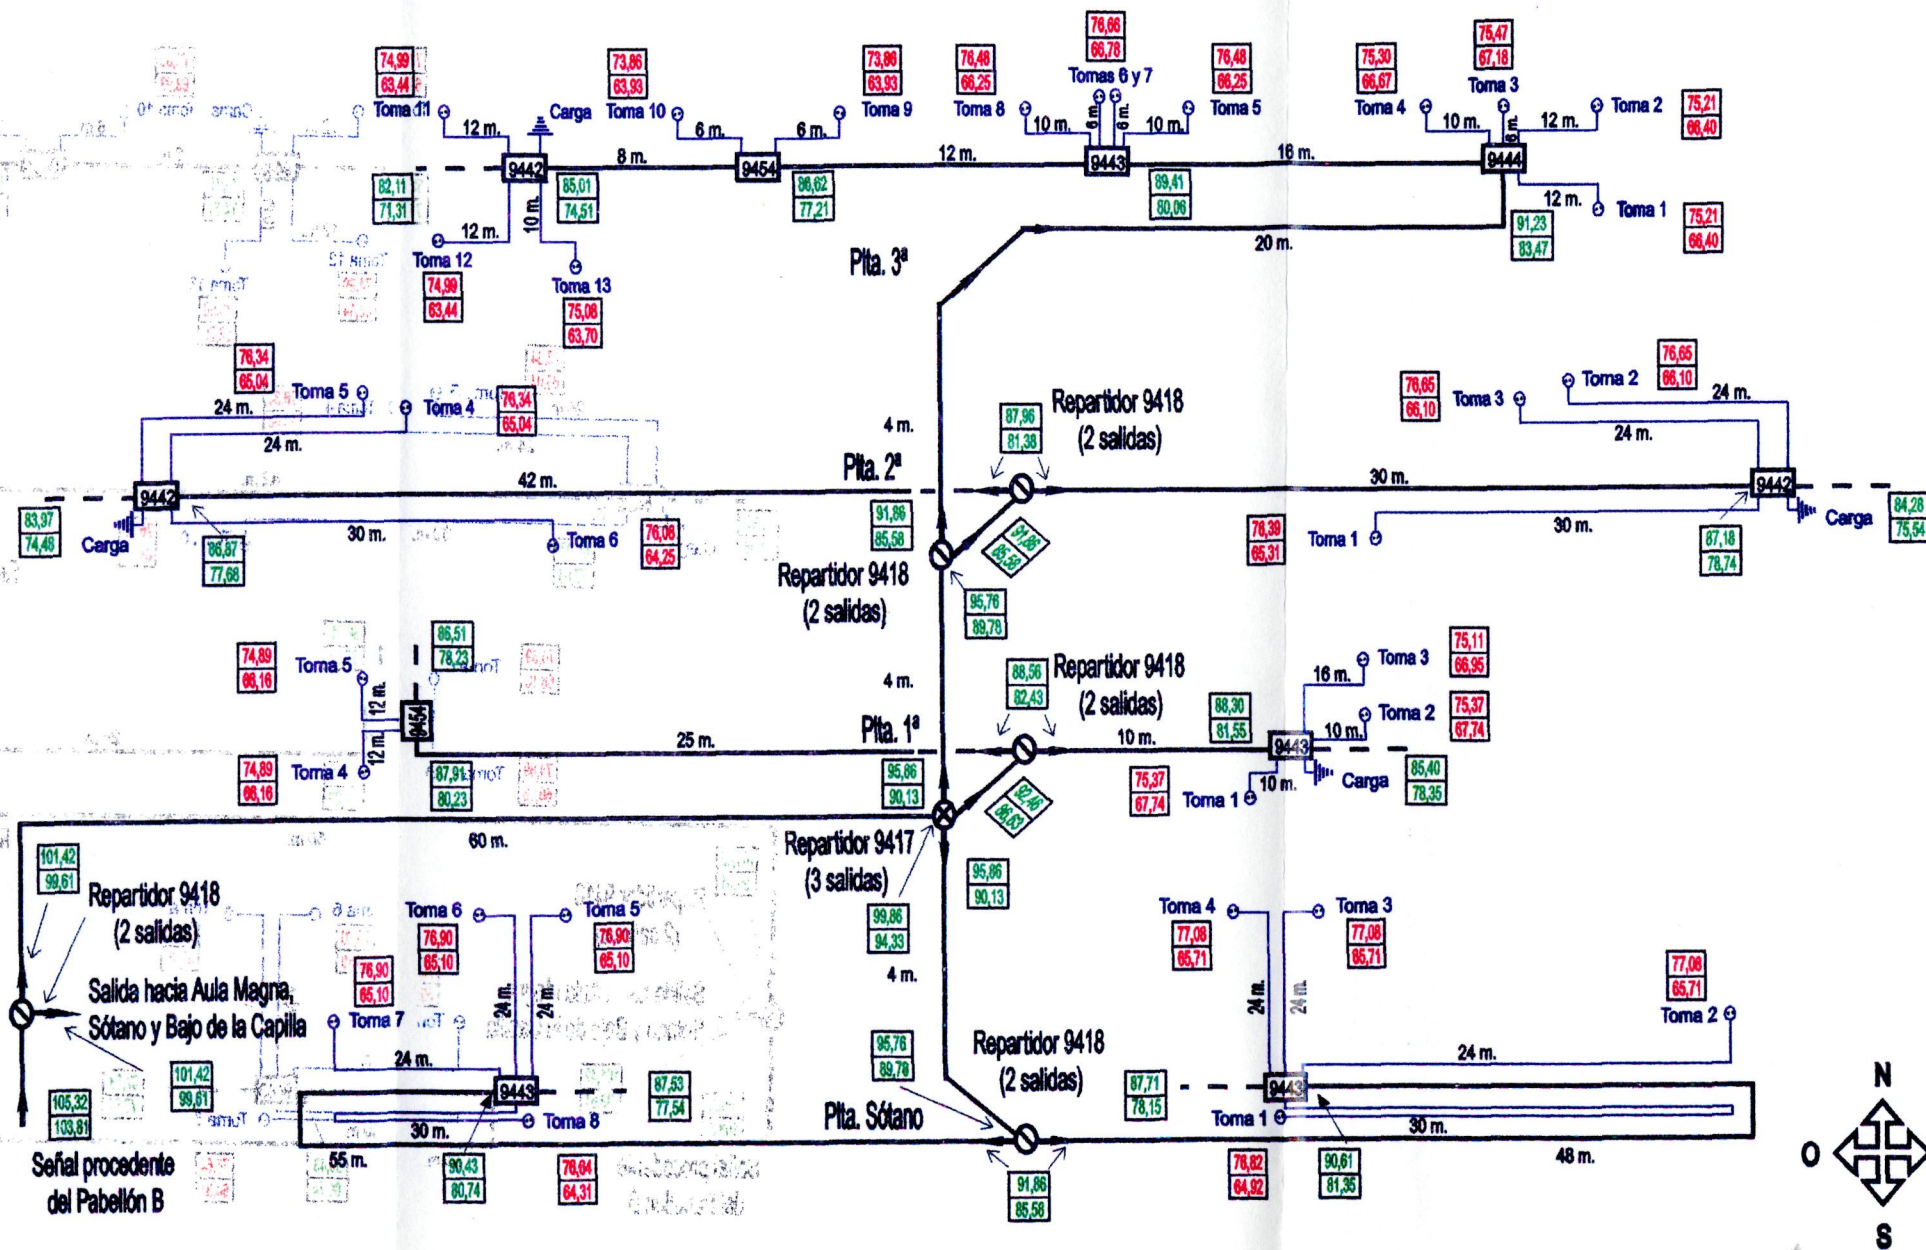 74,99
63,44
Toma 11
12 m.
Carga
73,86
63,93
Toma 10
6 m.
6 m.
73,86
63,93
Toma 9
76,48
66,25
Toma 8
10 m.
76,66
66,78
Tomas 6 y 7
6 m.
6 m.
10 m.
76,48
66,25
Toma 5
75,30
66,67
Toma 4
10 m.
75,47
67,18
Toma 3
6 m.
12 m.
Toma 2
75,21
66,40
9442
8 m.
9454
12 m.
9443
16 m.
9444
82,11
71,31
85,01
74,51
86,62
77,21
89,41
80,06
91,23
83,47
12 m.
Toma 1
75,21
66,40
12 m.
10 m.
Toma 12
74,99
63,44
Toma 13
75,08
63,70
Plta. 3ª
20 m.
76,34
65,04
Toma 5
24 m.
Toma 4
24 m.
76,34
65,04
4 m.
87,96
81,38
Repartidor 9418
(2 salidas)
76,65
66,10
Toma 3
24 m.
Toma 2
76,65
66,10
24 m.
Plta. 2ª
9442
42 m.
30 m.
9442
83,97
74,48
Carga
86,87
77,68
30 m.
Toma 6
76,08
64,25
91,86
85,58
91,86
85,58
76,39
65,31
Toma 1
30 m.
87,18
78,74
Carga
84,28
75,54
Repartidor 9418
(2 salidas)
95,76
89,78
74,89
66,16
Toma 5
12 m.
86,51
78,23
9454
4 m.
88,56
82,43
Repartidor 9418
(2 salidas)
75,11
66,95
Toma 3
16 m.
75,37
67,74
Toma 2
10 m.
88,30
81,55
Plta. 1ª
25 m.
10 m.
9443
74,89
66,16
Toma 4
12 m.
87,91
80,23
95,86
90,13
92,46
86,63
75,37
67,74
Toma 1
10 m.
Carga
85,40
78,35
60 m.
Repartidor 9417
(3 salidas)
95,86
90,13
99,86
94,33
4 m.
101,42
99,61
Repartidor 9418
(2 salidas)
Salida hacia Aula Magna,
Sótano y Bajo de la Capilla
101,42
99,61
105,32
103,81
Señal procedente
del Pabellón B
Toma 6
76,90
65,10
Toma 5
76,90
65,10
24 m.
24 m.
76,90
65,10
Toma 7
24 m.
9443
87,53
77,54
30 m.
Toma 8
55 m.
90,43
80,74
76,64
64,31
Plta. Sótano
95,76
89,78
Repartidor 9418
(2 salidas)
91,86
85,58
Toma 4
77,08
65,71
Toma 3
77,08
65,71
24 m.
24 m.
77,08
65,71
Toma 2
24 m.
87,71
78,15
9443
Toma 1
30 m.
76,82
64,92
90,61
81,35
48 m.
N
O
S